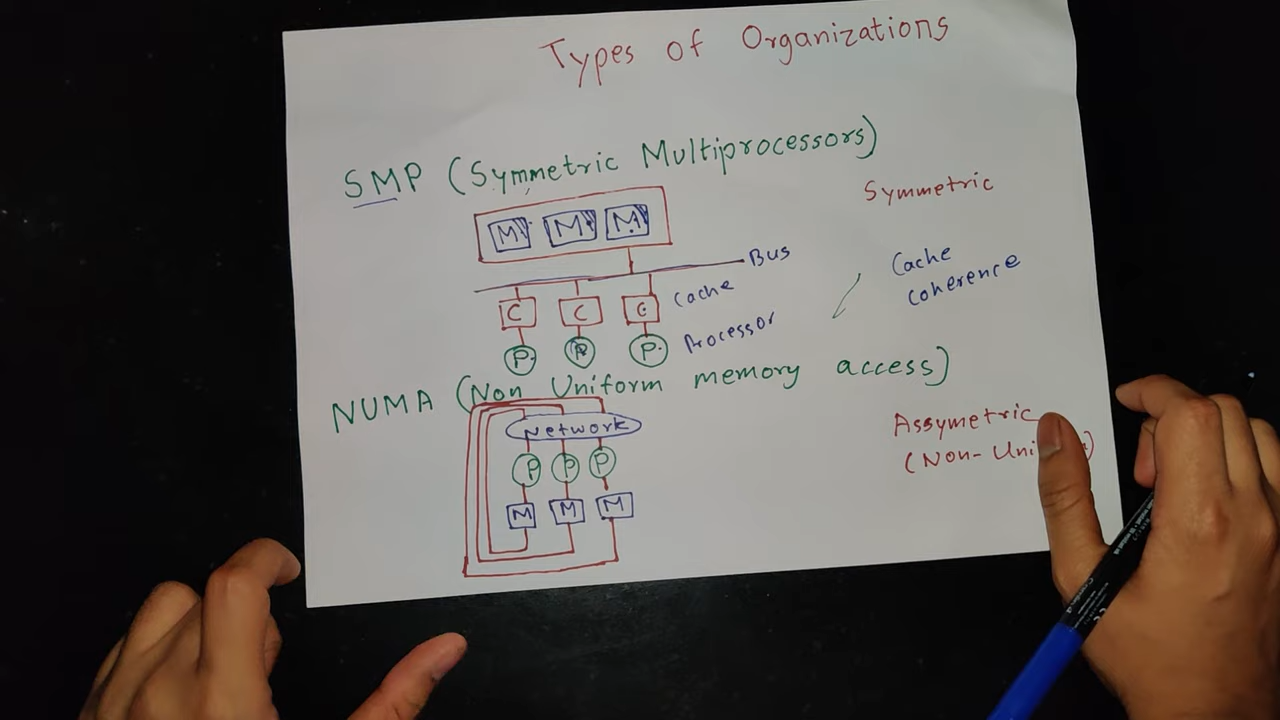 Types of Organizations
SMP (Symmetric Multiprocessors)
Symmetric
M M M
Bus
C C C Cache
P P P Processor
Cache
coherence
NUMA (Non Uniform memory access)
Network
P P P
M M M
Assymetric
(Non-